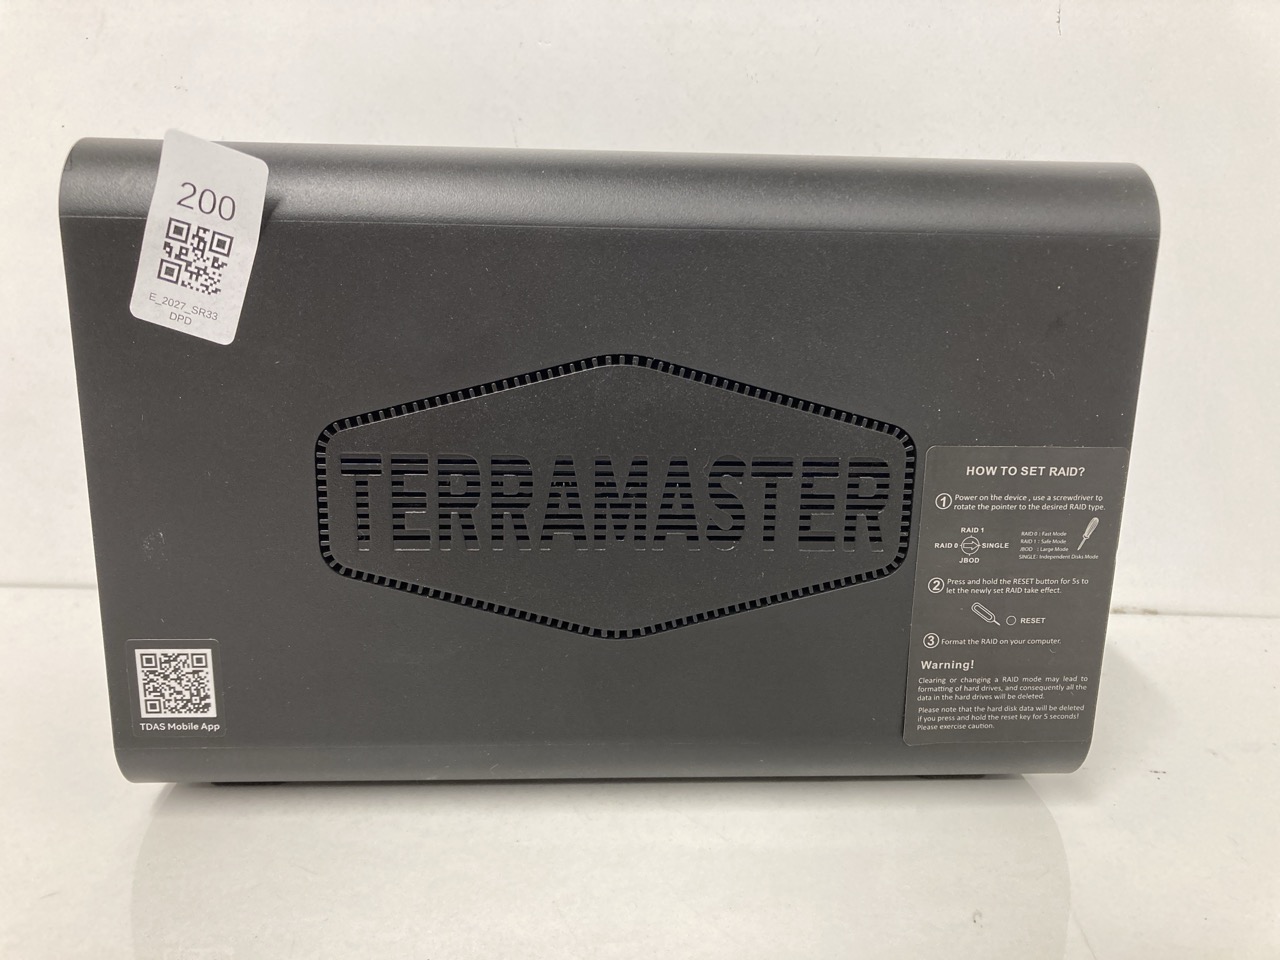 200
E_2027_SR33
DPD
TERRAMASTER
HOW TO SET RAID?
1 Power on the device , use a screwdriver to
rotate the pointer to the desired RAID type.
RAID 1
RAID 0
SINGLE
JBOD
RAID 0 : Fast Mode
RAID 1 : Safe Mode
JBOD : Large Mode
SINGLE: Independent Disks Mode
2 Press and hold the RESET button for 5s to
let the newly set RAID take effect.
RESET
3 Format the RAID on your computer.
Warning!
Clearing or changing a RAID mode may lead to
formatting of hard drives, and consequently all the
data in the hard drives will be deleted.
Please note that the hard disk data will be deleted
if you press and hold the reset key for 5 seconds!
Please exercise caution.
TDAS Mobile App